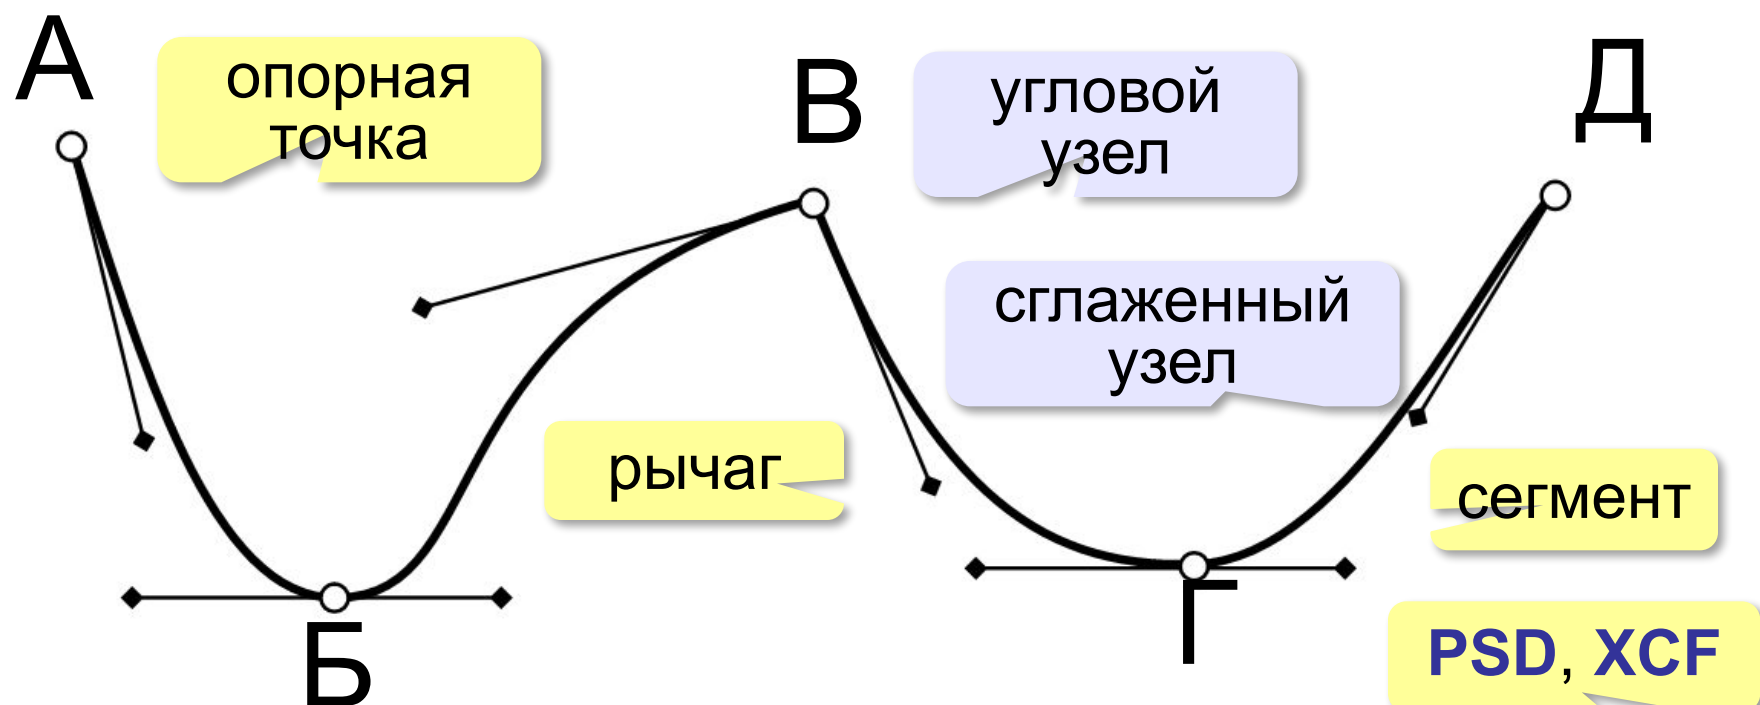 А
опорная
точка
В
угловой
узел
Д
сглаженный
узел
рычаг
сегмент
Б
Г
PSD, XCF